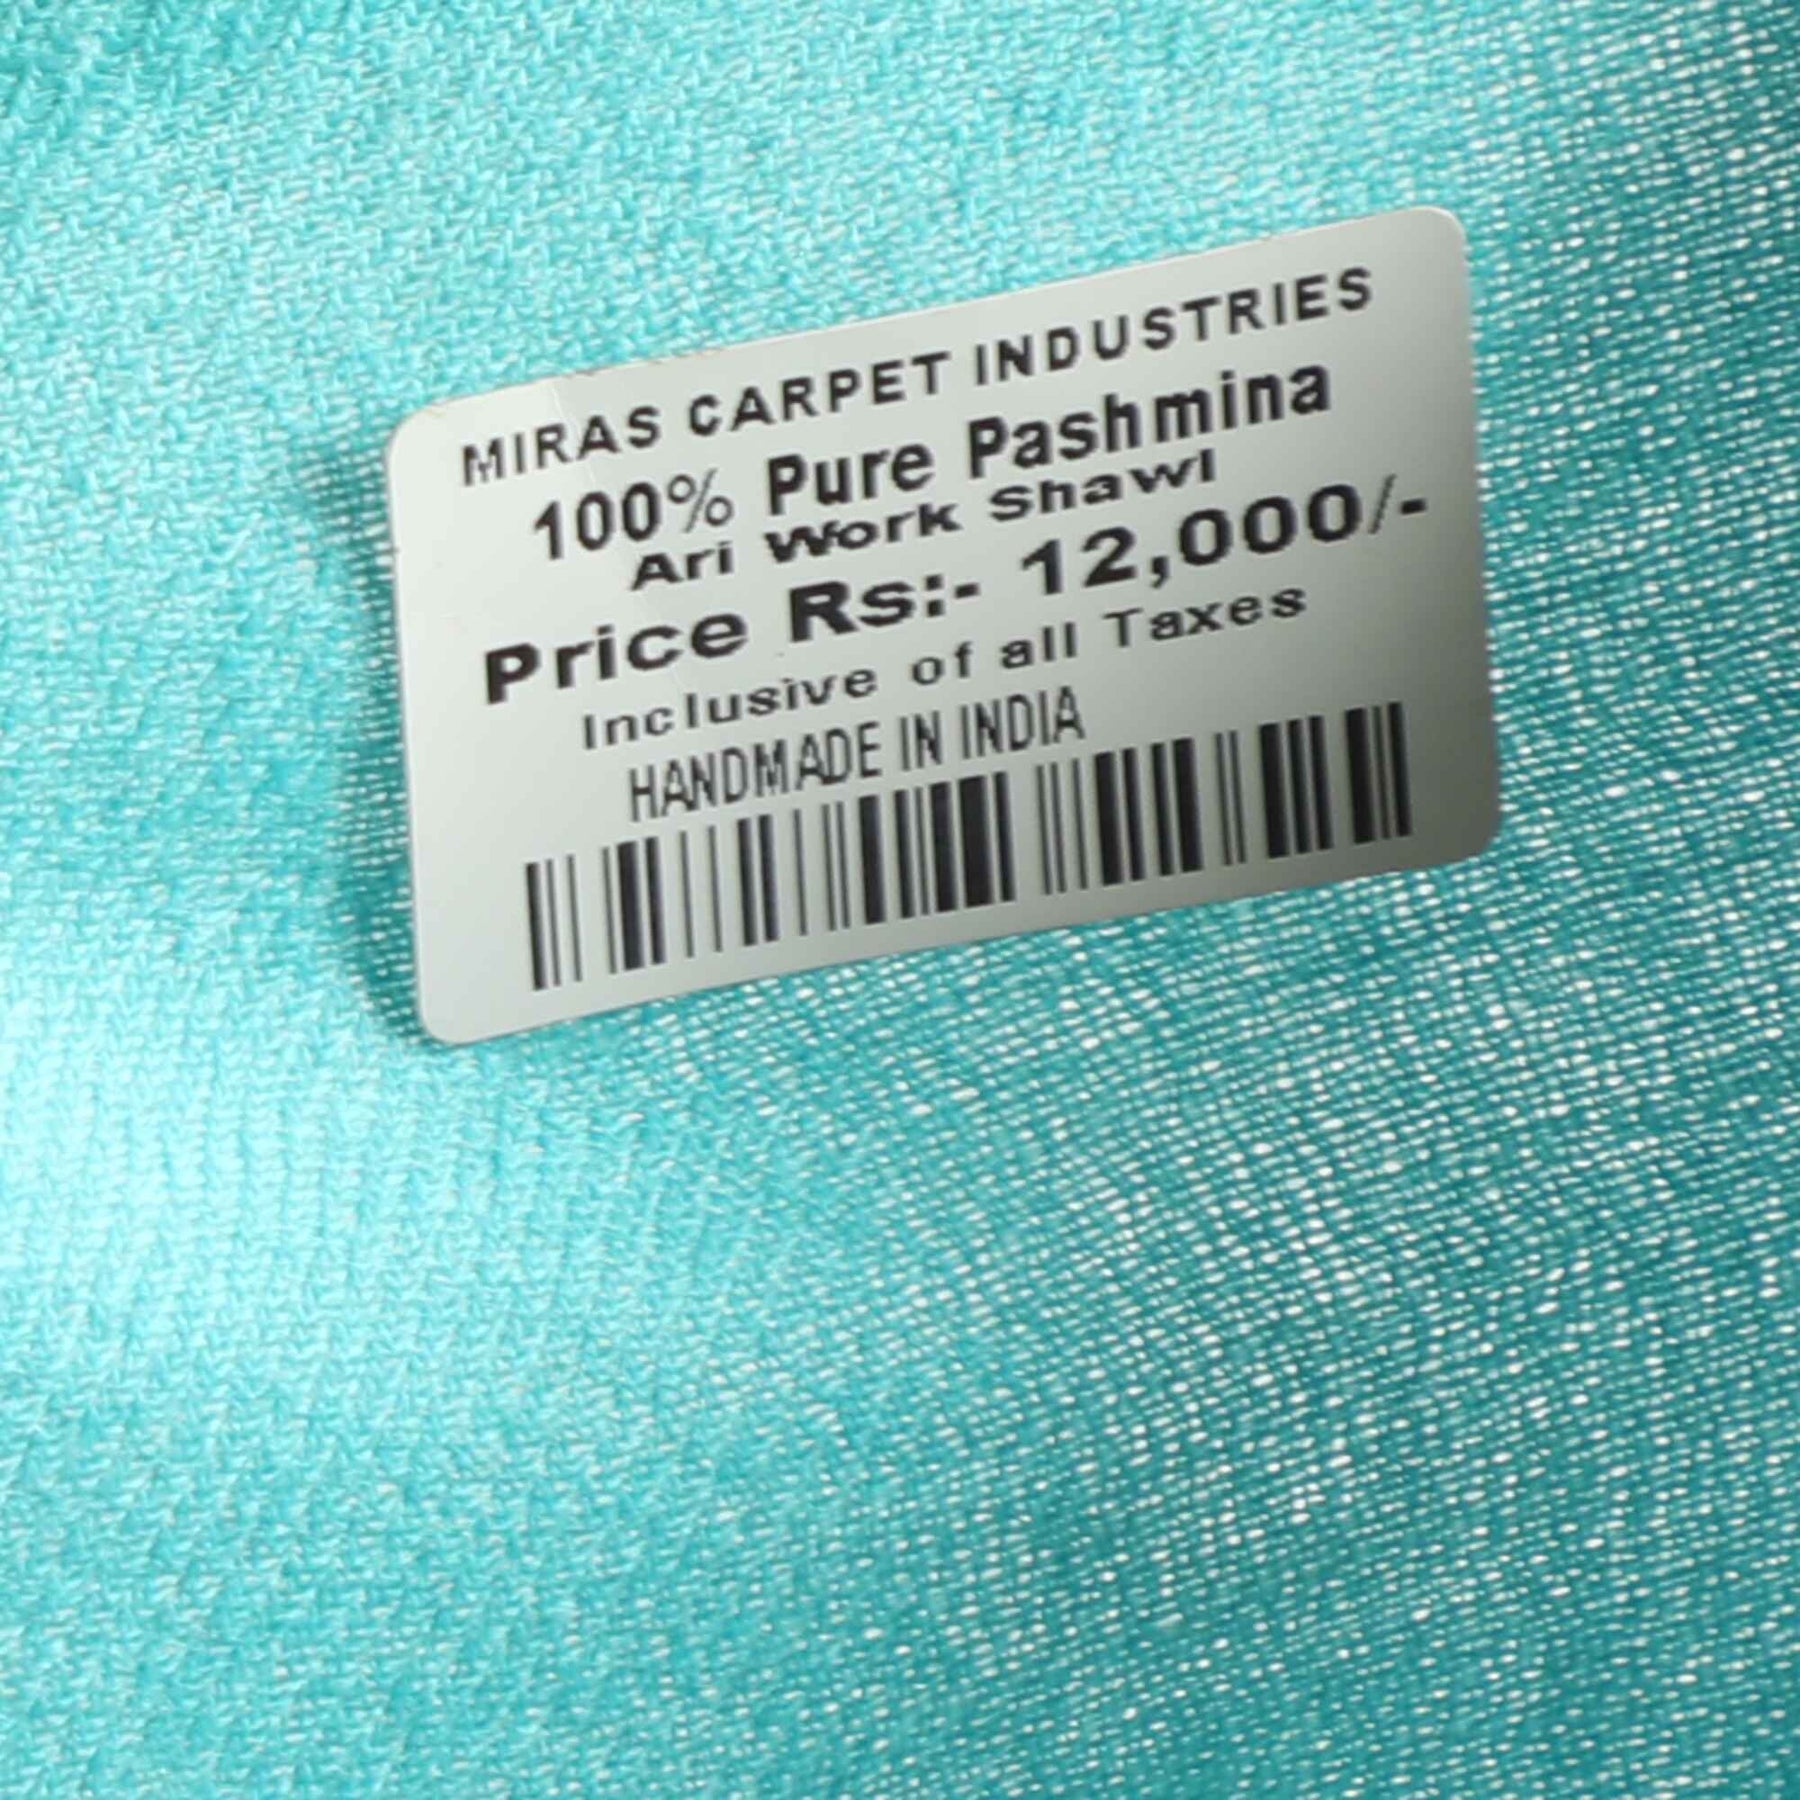 MIRAS CARPET INDUSTRIES
100% Pure Pashmina
Ari Work Shawl
Price Rs:- 12,000/-
Inclusive of all Taxes
HANDMADE IN INDIA